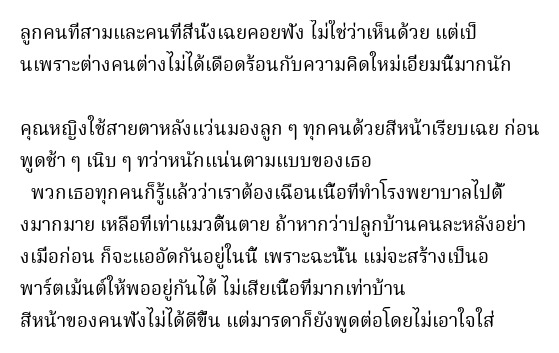 ลูกคนที่สามและคนที่สี่นั่งเฉยคอยฟัง ไม่ใช่ว่าเห็นด้วย แต่เป็
นเพราะต่างคนต่างไม่ได้เดือดร้อนกับความคิดใหม่เอี่ยมนี้มากนัก
คุณหญิงใช้สายตาหลังแว่นมองลูก ๆ ทุกคนด้วยสีหน้าเรียบเฉย ก่อน
พูดช้า ๆ เนิบ ๆ ทว่าหนักแน่นตามแบบของเธอ
พวกเธอทุกคนก็รู้แล้วว่าเราต้องเฉือนเนื้อที่ทำโรงพยาบาลไปตั้
งมากมาย เหลือที่เท่าแมวดิ้นตาย ถ้าหากว่าปลูกบ้านคนละหลังอย่า
งเมื่อก่อน ก็จะแออัดกันอยู่ในนี้ เพราะฉะนั้น แม่จะสร้างเป็นอ
พาร์ตเม้นต์ให้พออยู่กันได้ ไม่เสียเนื้อที่มากเท่าบ้าน
สีหน้าของคนฟังไม่ได้ดีขึ้น แต่มารดาก็ยังพูดต่อโดยไม่เอาใจใส่